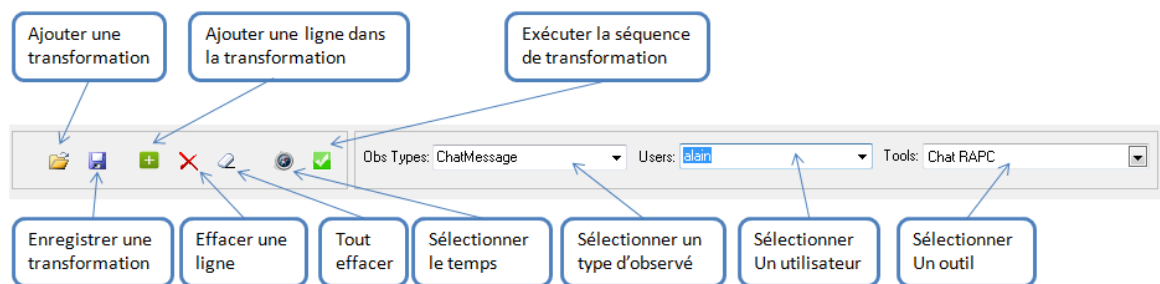 Ajouter une
transformation
Ajouter une ligne dans
la transformation
Exécuter la séquence
de transformation
Obs Types: ChatMessage
Users: alain
Tools: Chat RAPC
Enregistrer une
transformation
Effacer une
ligne
Tout
effacer
Sélectionner
le temps
Sélectionner un
type d'observé
Sélectionner
Un utilisateur
Sélectionner
Un outil